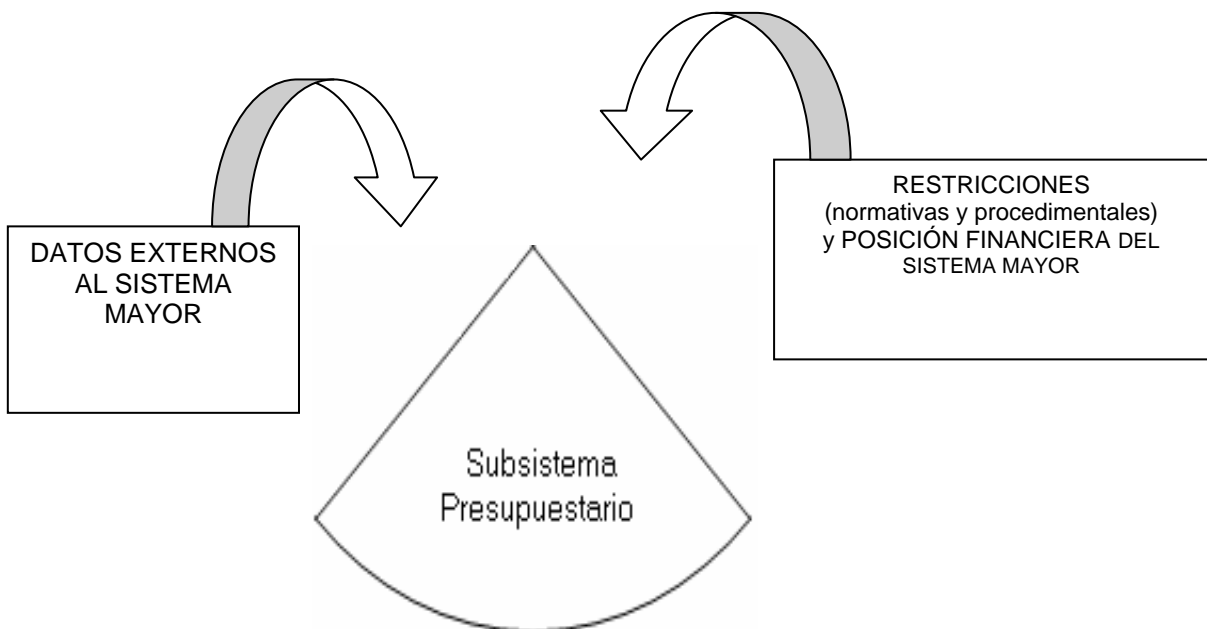 DATOS EXTERNOS
AL SISTEMA
MAYOR
RESTRICCIONES
(normativas y procedimentales)
y POSICIÓN FINANCIERA DEL
SISTEMA MAYOR
Subsistema
Presupuestario